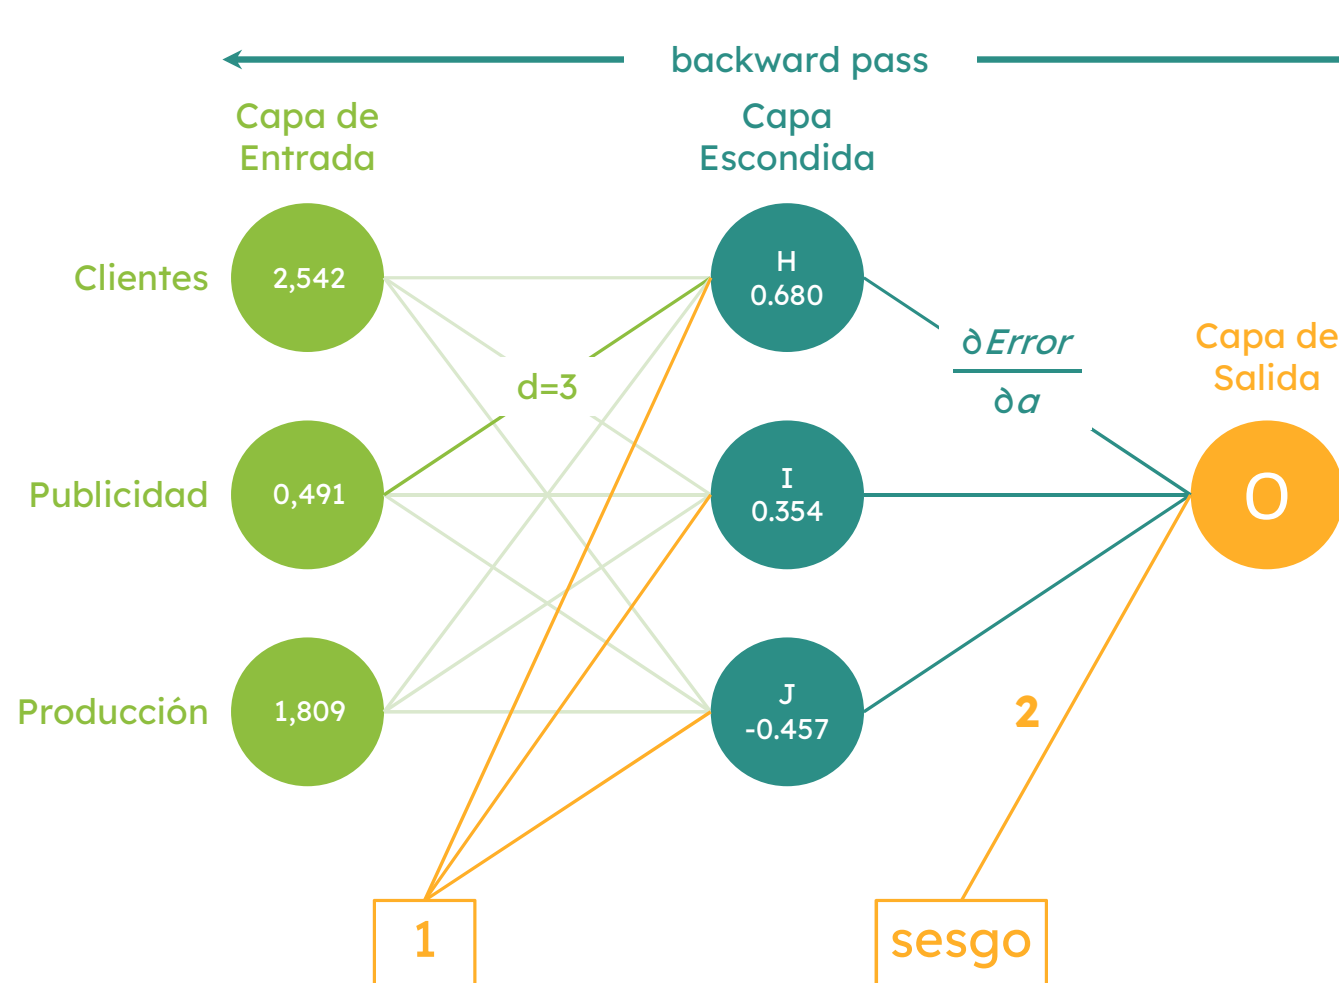 backward pass
Capa de
Entrada
Capa
Escondida
Clientes
2,542
H
0.680
d=3
∂Error
∂a
Capa de
Salida
Publicidad
0,491
I
0.354
O
Producción
1,809
J
-0.457
2
1
sesgo